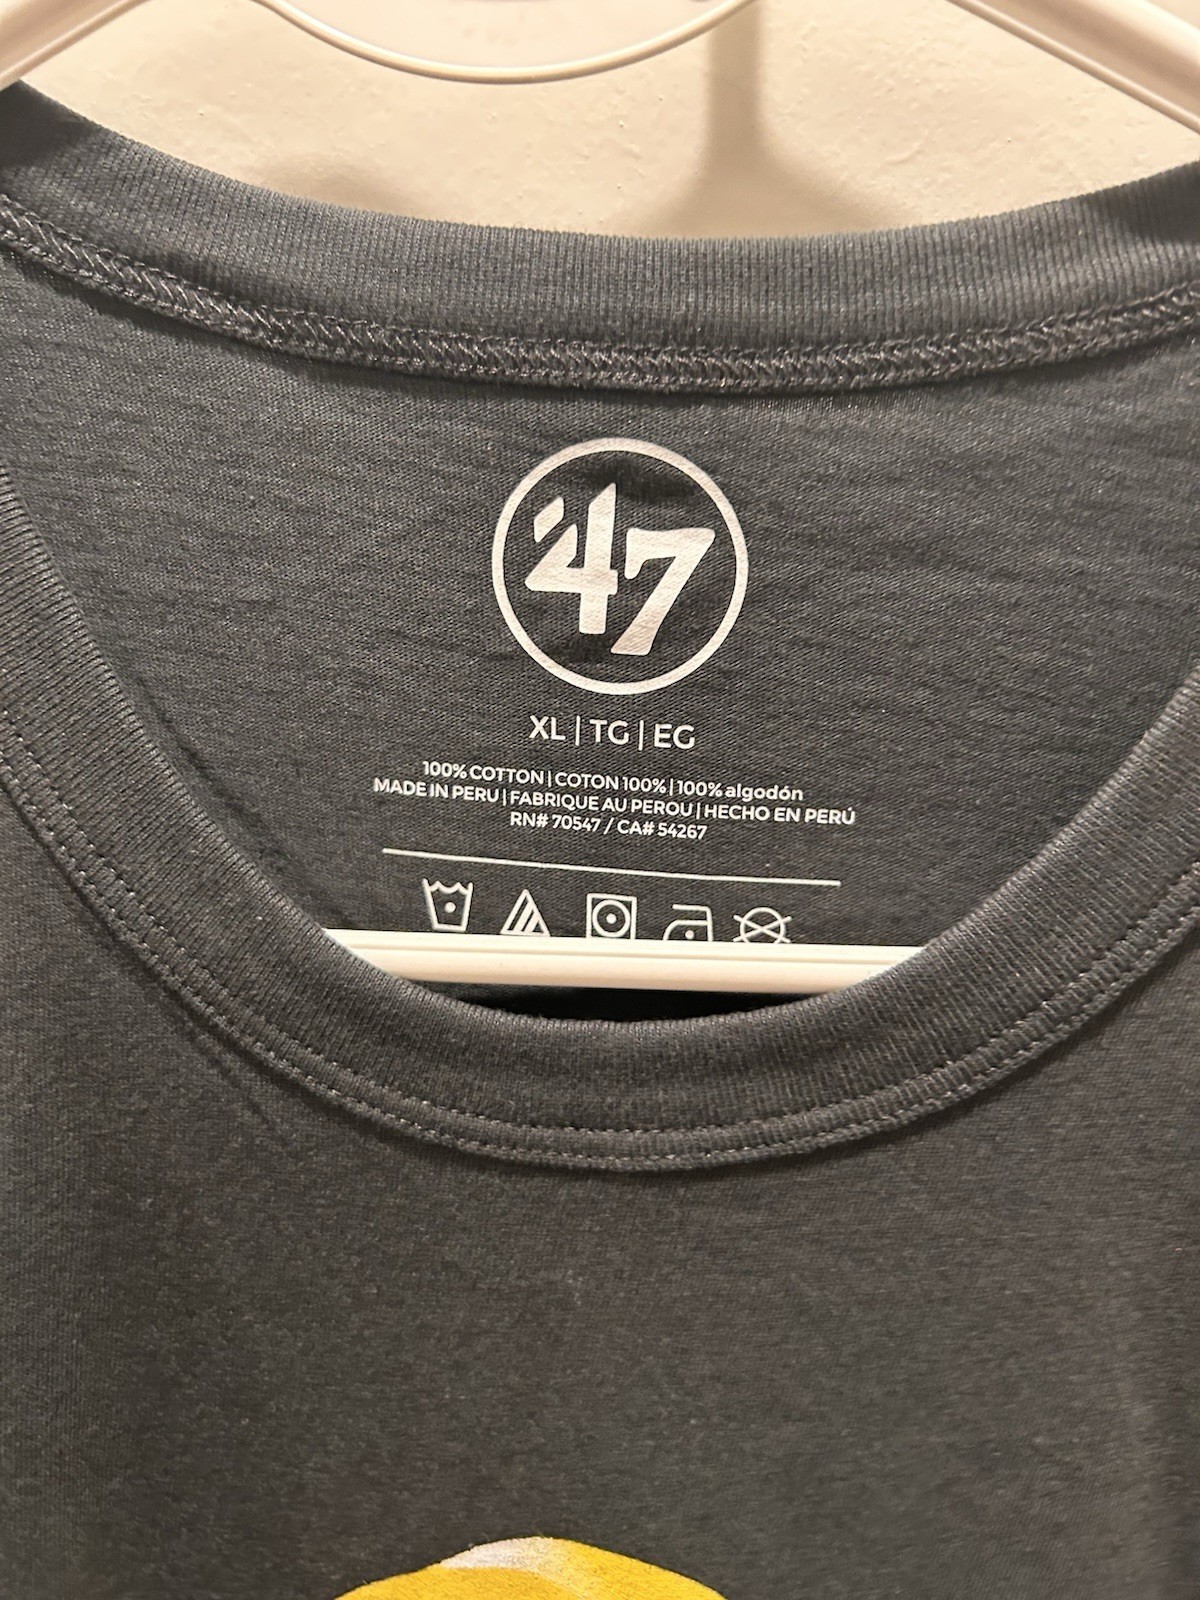 '47
XL | TG | EG
100% COTTON | COTON 100% | 100% algodón
MADE IN PERU | FABRIQUE AU PEROU | HECHO EN PERÚ
RN# 70547 / CA# 54267